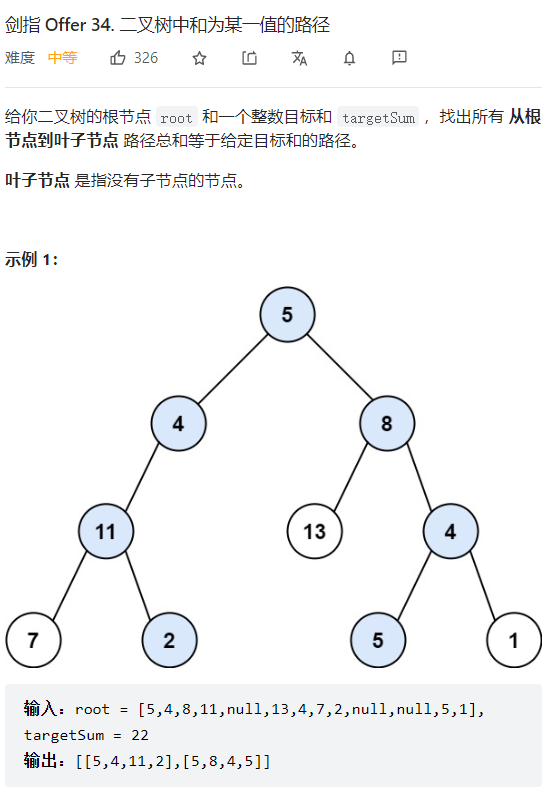 剑指 Offer 34. 二叉树中和为某一值的路径
难度 中等 326
给你二叉树的根节点 root 和一个整数目标和 targetSum ，找出所有 从根
节点到叶子节点 路径总和等于给定目标和的路径。
叶子节点 是指没有子节点的节点。
示例 1：
5
4 8
11 13 4
7 2 5 1
输入：root = [5,4,8,11,null,13,4,7,2,null,null,5,1],
targetSum = 22
输出：[[5,4,11,2],[5,8,4,5]]